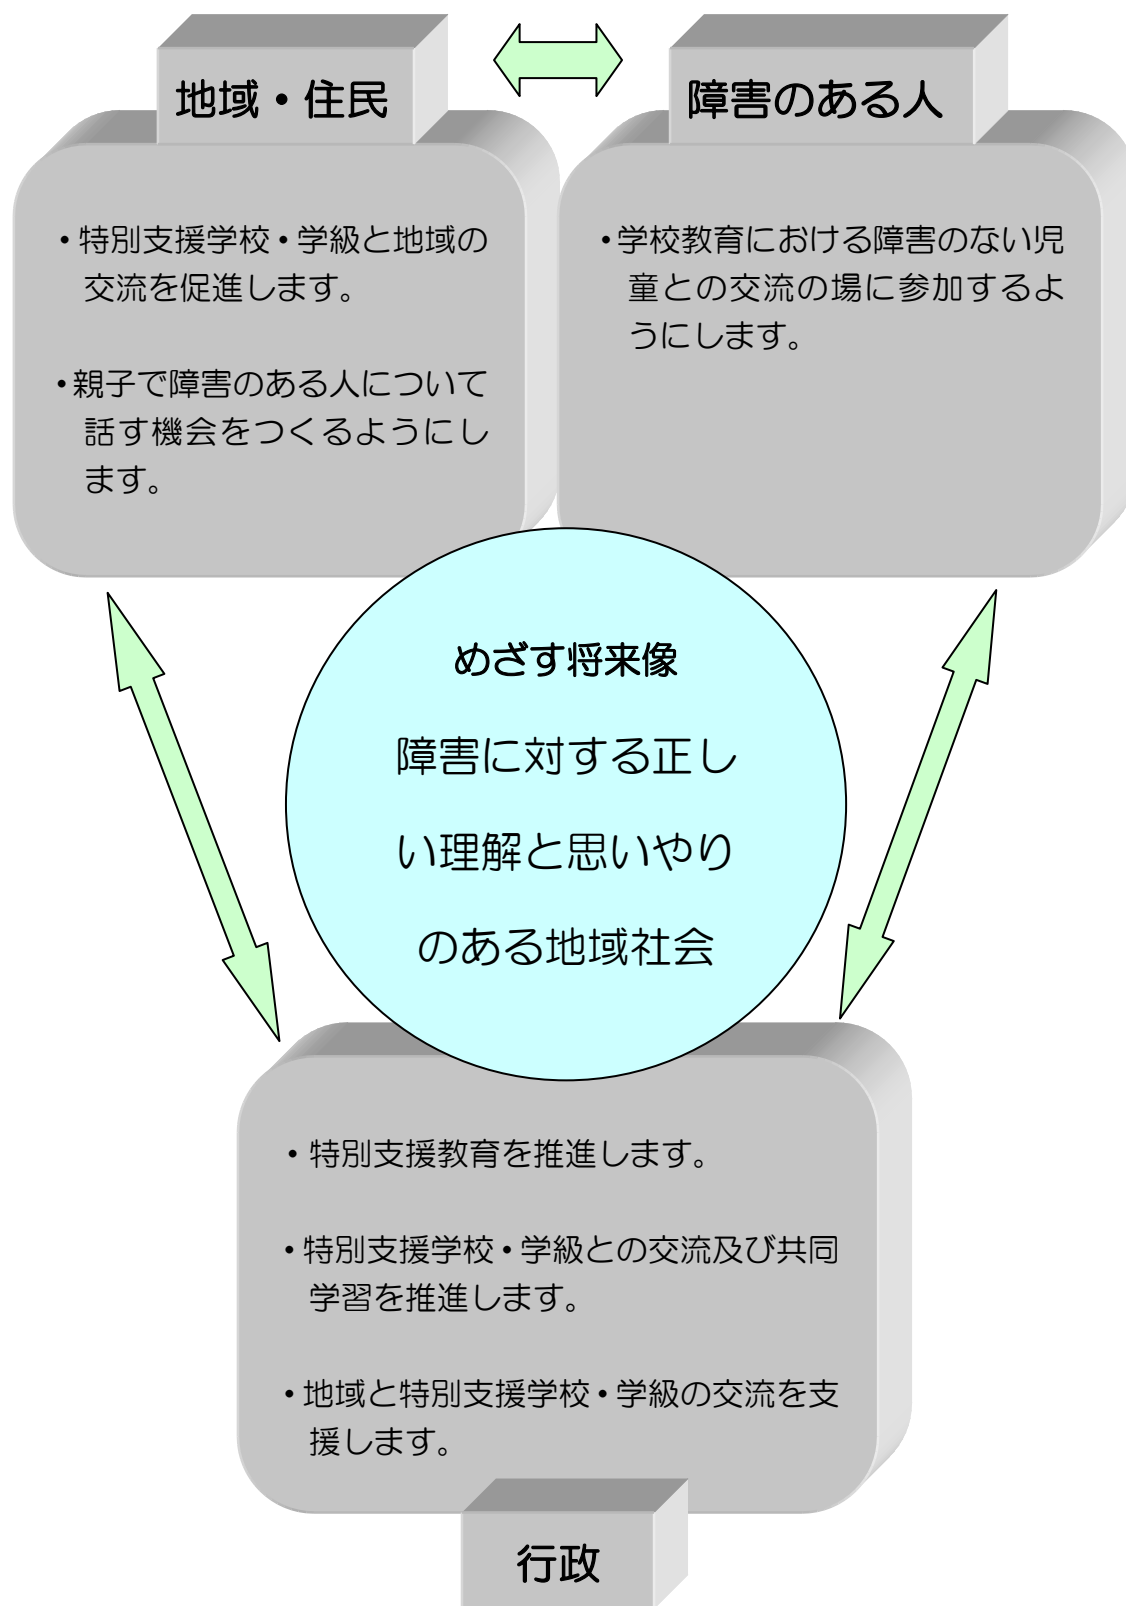 地域・住民
・特別支援学校・学級と地域の
交流を促進します。
・親子で障害のある人について
話す機会をつくるようにし
ます。
障害のある人
・学校教育における障害のない児
童との交流の場に参加するよ
うにします。
めざす将来像
障害に対する正し
い理解と思いやり
のある地域社会
・特別支援教育を推進します。
・特別支援学校・学級との交流及び共同
学習を推進します。
・地域と特別支援学校・学級の交流を支
援します。
行政